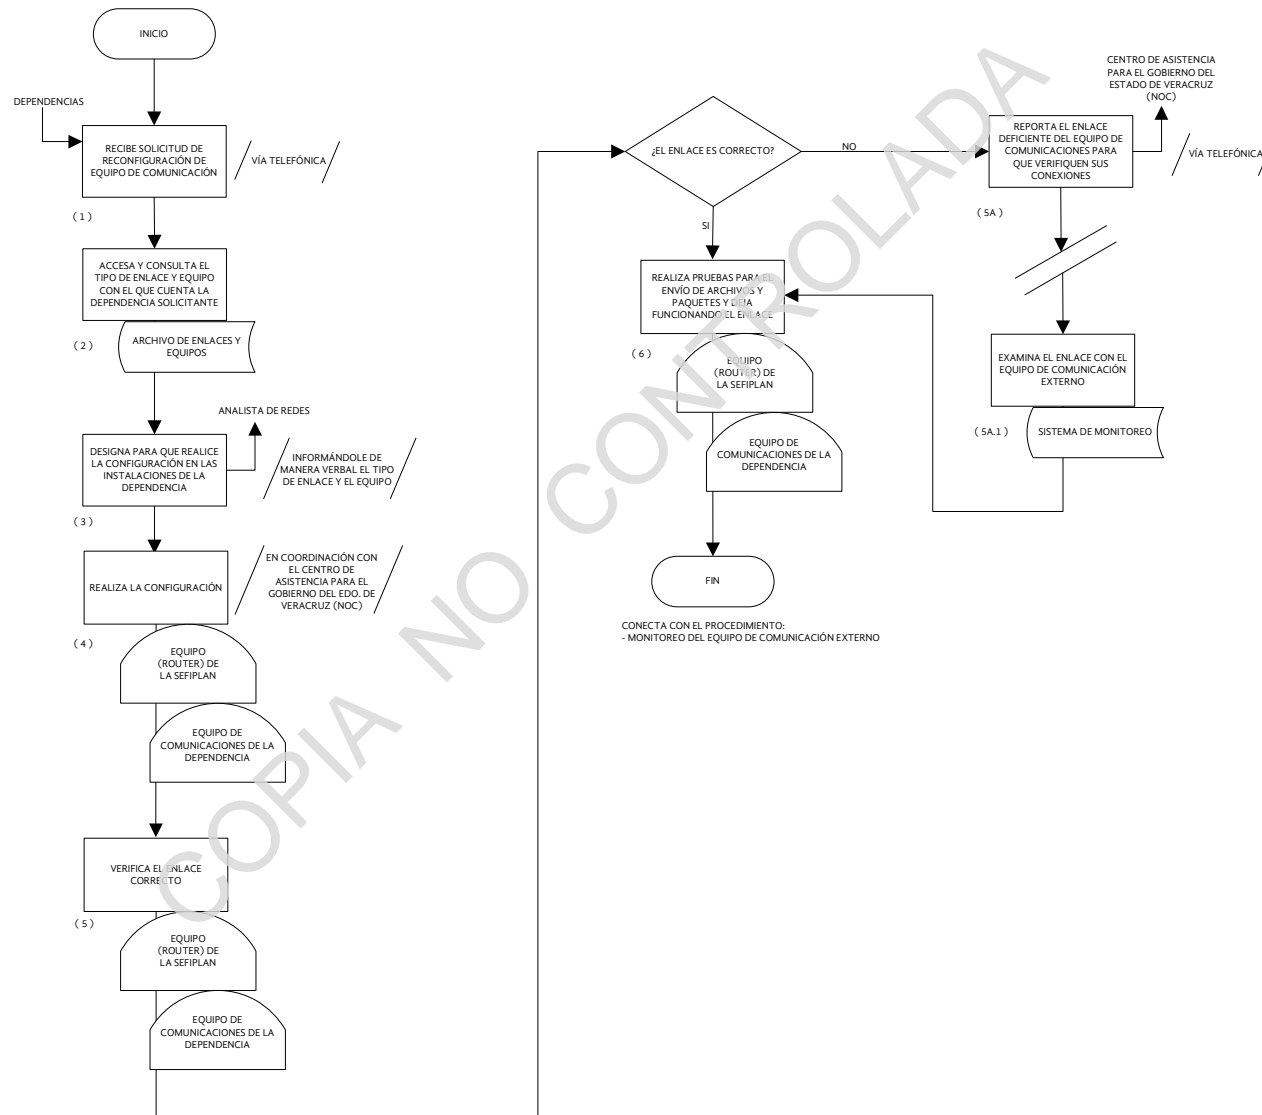 INICIO
DEPENDENCIAS
RECIBE SOLICITUD DE
RECONFIGURACIÓN DE
EQUIPO DE COMUNICACIÓN
VÍA TELEFÓNICA
( 1 )
ACCESA Y CONSULTA EL
TIPO DE ENLACE Y EQUIPO
CON EL QUE CUENTA LA
DEPENDENCIA SOLICITANTE
( 2 )
ARCHIVO DE ENLACES Y
EQUIPOS
ANALISTA DE REDES
DESIGNA PARA QUE REALICE
LA CONFIGURACIÓN EN LAS
INSTALACIONES DE LA
DEPENDENCIA
INFORMÁNDOLE DE
MANERA VERBAL EL TIPO
DE ENLACE Y EL EQUIPO
( 3 )
REALIZA LA CONFIGURACIÓN
EN COORDINACIÓN CON
EL CENTRO DE
ASISTENCIA PARA EL
GOBIERNO DEL EDO. DE
VERACRUZ (NOC)
( 4 )
EQUIPO
(ROUTER) DE
LA SEFIPLAN
EQUIPO DE
COMUNICACIONES DE LA
DEPENDENCIA
VERIFICA EL ENLACE
CORRECTO
( 5 )
EQUIPO
(ROUTER) DE
LA SEFIPLAN
EQUIPO DE
COMUNICACIONES DE LA
DEPENDENCIA
¿EL ENLACE ES CORRECTO?
NO
SI
CENTRO DE ASISTENCIA
PARA EL GOBIERNO DEL
ESTADO DE VERACRUZ
(NOC)
REPORTA EL ENLACE
DEFICIENTE DEL EQUIPO DE
COMUNICACIONES PARA
QUE VERIFIQUEN SUS
CONEXIONES
VÍA TELEFÓNICA
( 5A )
EXAMINA EL ENLACE CON EL
EQUIPO DE COMUNICACIÓN
EXTERNO
( 5A.1 )
SISTEMA DE MONITOREO
REALIZA PRUEBAS PARA EL
ENVÍO DE ARCHIVOS Y
PAQUETES Y DEJA
FUNCIONANDO EL ENLACE
( 6 )
EQUIPO
(ROUTER) DE
LA SEFIPLAN
EQUIPO DE
COMUNICACIONES DE LA
DEPENDENCIA
FIN
CONECTA CON EL PROCEDIMIENTO:
- MONITOREO DEL EQUIPO DE COMUNICACIÓN EXTERNO
COPIA NO CONTROLADA